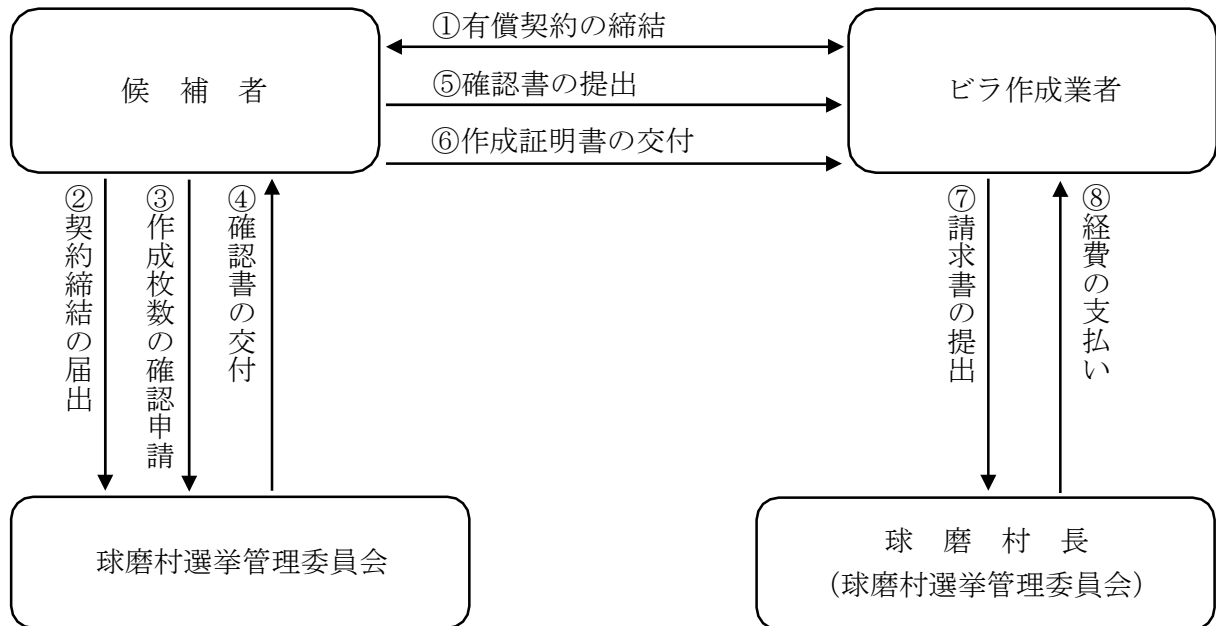 ①有償契約の締結
候　補　者
⑤確認書の提出
ビラ作成業者
⑥作成証明書の交付
②契約締結の届出
③作成枚数の確認申請
④確認書の交付
⑦請求書の提出
⑧経費の支払い
球磨村選挙管理委員会
球　磨　村　長
（球磨村選挙管理委員会）